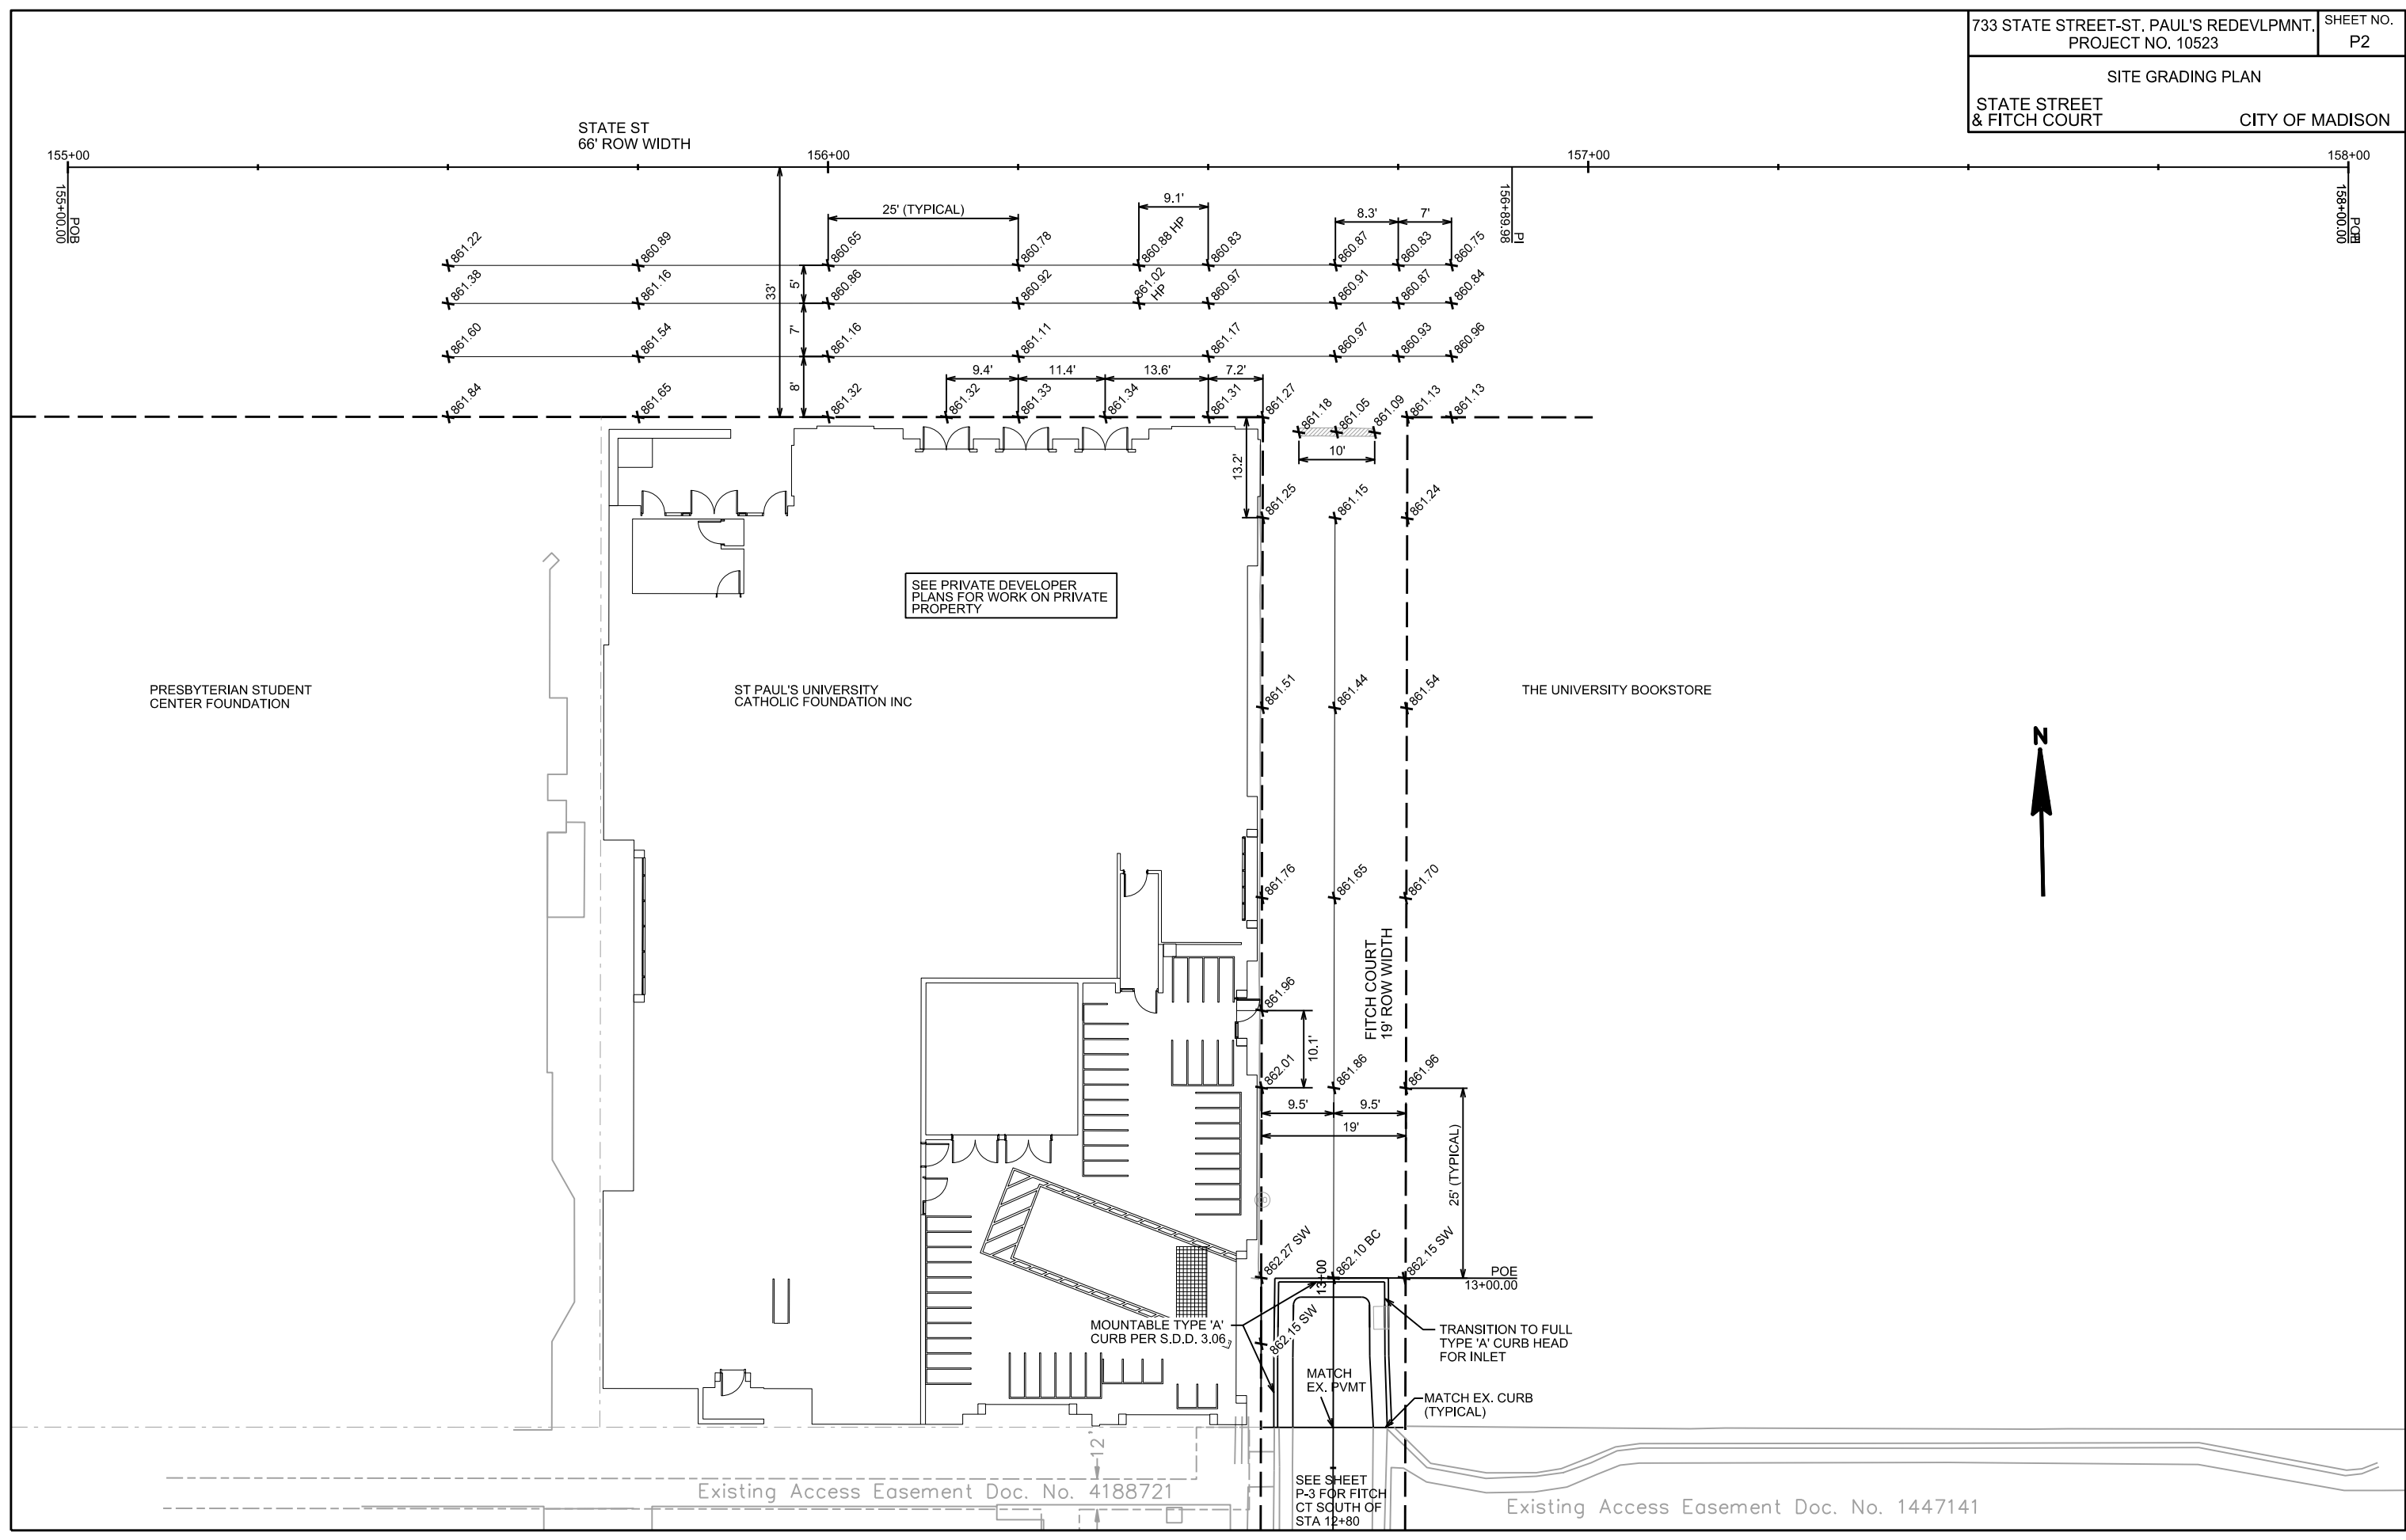 733 STATE STREET-ST. PAUL'S REDEVLPMNT.
PROJECT NO. 10523
SHEET NO.
P2
SITE GRADING PLAN
STATE STREET
& FITCH COURT
CITY OF MADISON
STATE ST
66' ROW WIDTH
155+00
156+00
157+00
158+00
POB
155+00.00
PI
156+89.98
158+00.00
25' (TYPICAL)
9.1'
8.3'
7'
861.22
860.89
860.65
860.78
860.88 HP
860.83
860.87
860.83
860.75
33'
5'
861.38
861.16
860.86
860.92
861.02
HP
860.97
860.91
860.87
860.84
7'
861.60
861.54
861.16
861.11
861.17
860.97
860.93
860.96
8'
9.4'
11.4'
13.6'
7.2'
861.84
861.65
861.32
861.32
861.33
861.34
861.31
861.27
861.18
861.05
861.09
861.13
861.13
10'
13.2'
861.25
861.15
861.24
SEE PRIVATE DEVELOPER
PLANS FOR WORK ON PRIVATE
PROPERTY
PRESBYTERIAN STUDENT
CENTER FOUNDATION
ST PAUL'S UNIVERSITY
CATHOLIC FOUNDATION INC
861.51
861.44
861.54
THE UNIVERSITY BOOKSTORE
N
861.76
861.65
861.70
FITCH COURT
19' ROW WIDTH
861.96
10.1'
862.01
861.86
861.96
9.5'
9.5'
19'
25' (TYPICAL)
862.27 SW
13+00
862.10 BC
862.15 SW
POE
13+00.00
862.15 SW
MOUNTABLE TYPE 'A'
CURB PER S.D.D. 3.06
TRANSITION TO FULL
TYPE 'A' CURB HEAD
FOR INLET
MATCH
EX. PVMT
MATCH EX. CURB
(TYPICAL)
12'
Existing Access Easement Doc. No. 4188721
SEE SHEET
P-3 FOR FITCH
CT SOUTH OF
STA 12+80
Existing Access Easement Doc. No. 1447141